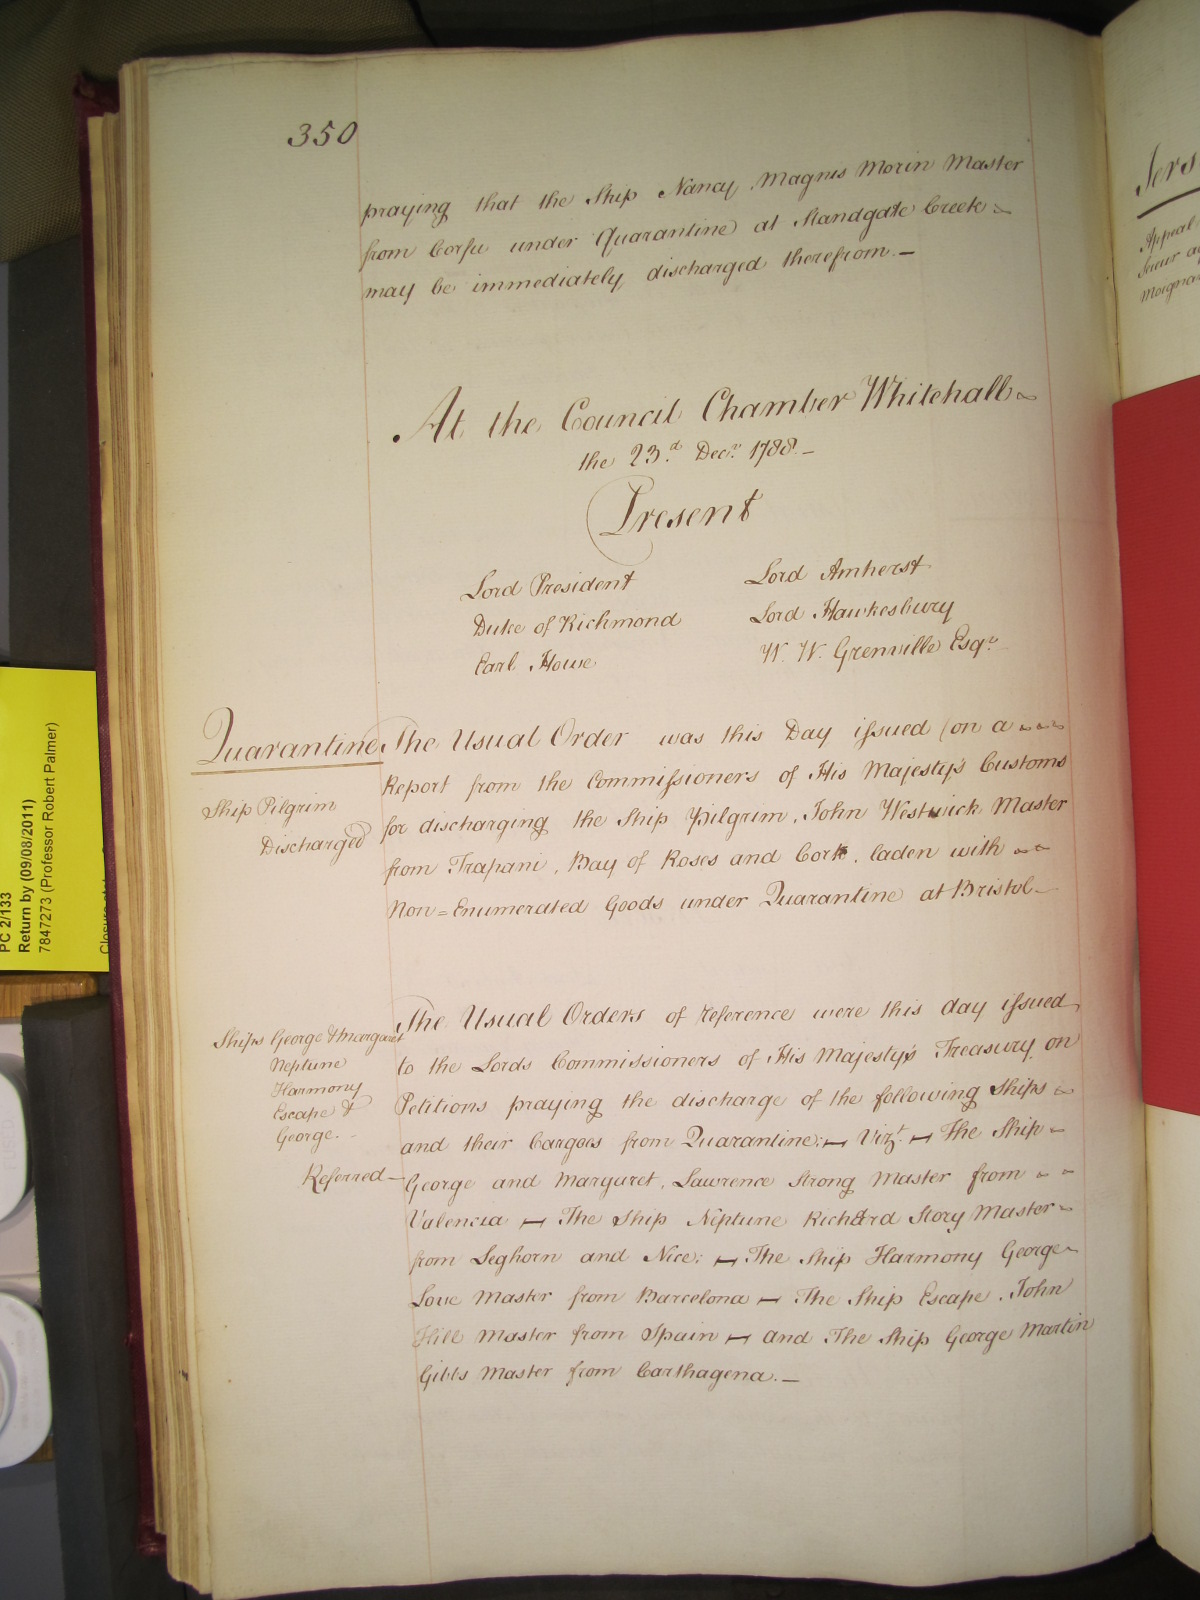 350
praying that the Ship Nancy, Magnis Morin Master
from Corfu under Quarantine at Standgate Creek
may be immediately discharged therefrom. —
At the Council Chamber Whitehall
the 23.d Decr. 1788. —
Present
Lord President
Duke of Richmond
Earl Howe
Lord Amherst
Lord Hawkesbury
W. W. Grenville Esqr.
Quarantine
Ship Pilgrim
Discharged
The Usual Order was this Day issued (on a
Report from the Commissioners of His Majesty's Customs
for discharging the Ship Pilgrim, John Westwick Master
from Trapani, Bay of Roses and Cork, laden with
Non=Enumerated Goods under Quarantine at Bristol —
Ships George & Margaret
Neptune
Harmony
Escape &
George. -
Referred —
The Usual Orders of reference were this day issued
to the Lords Commissioners of His Majesty's Treasury on
Petitions praying the discharge of the following Ships
and their Cargoes from Quarantine: — Vizt. — The Ship
George and Margaret, Lawrence Strong Master from
Valencia — The Ship Neptune Richard Story Master
from Leghorn and Nice: — The Ship Harmony George
Love Master from Barcelona — The Ship Escape, John
Hill Master from Spain — and The Ship George Martin
Gibbs Master from Carthagena. —
PC 2/133
Return by (09/08/2011)
7847273 (Professor Robert Palmer)
Closure
Jers
Appeal